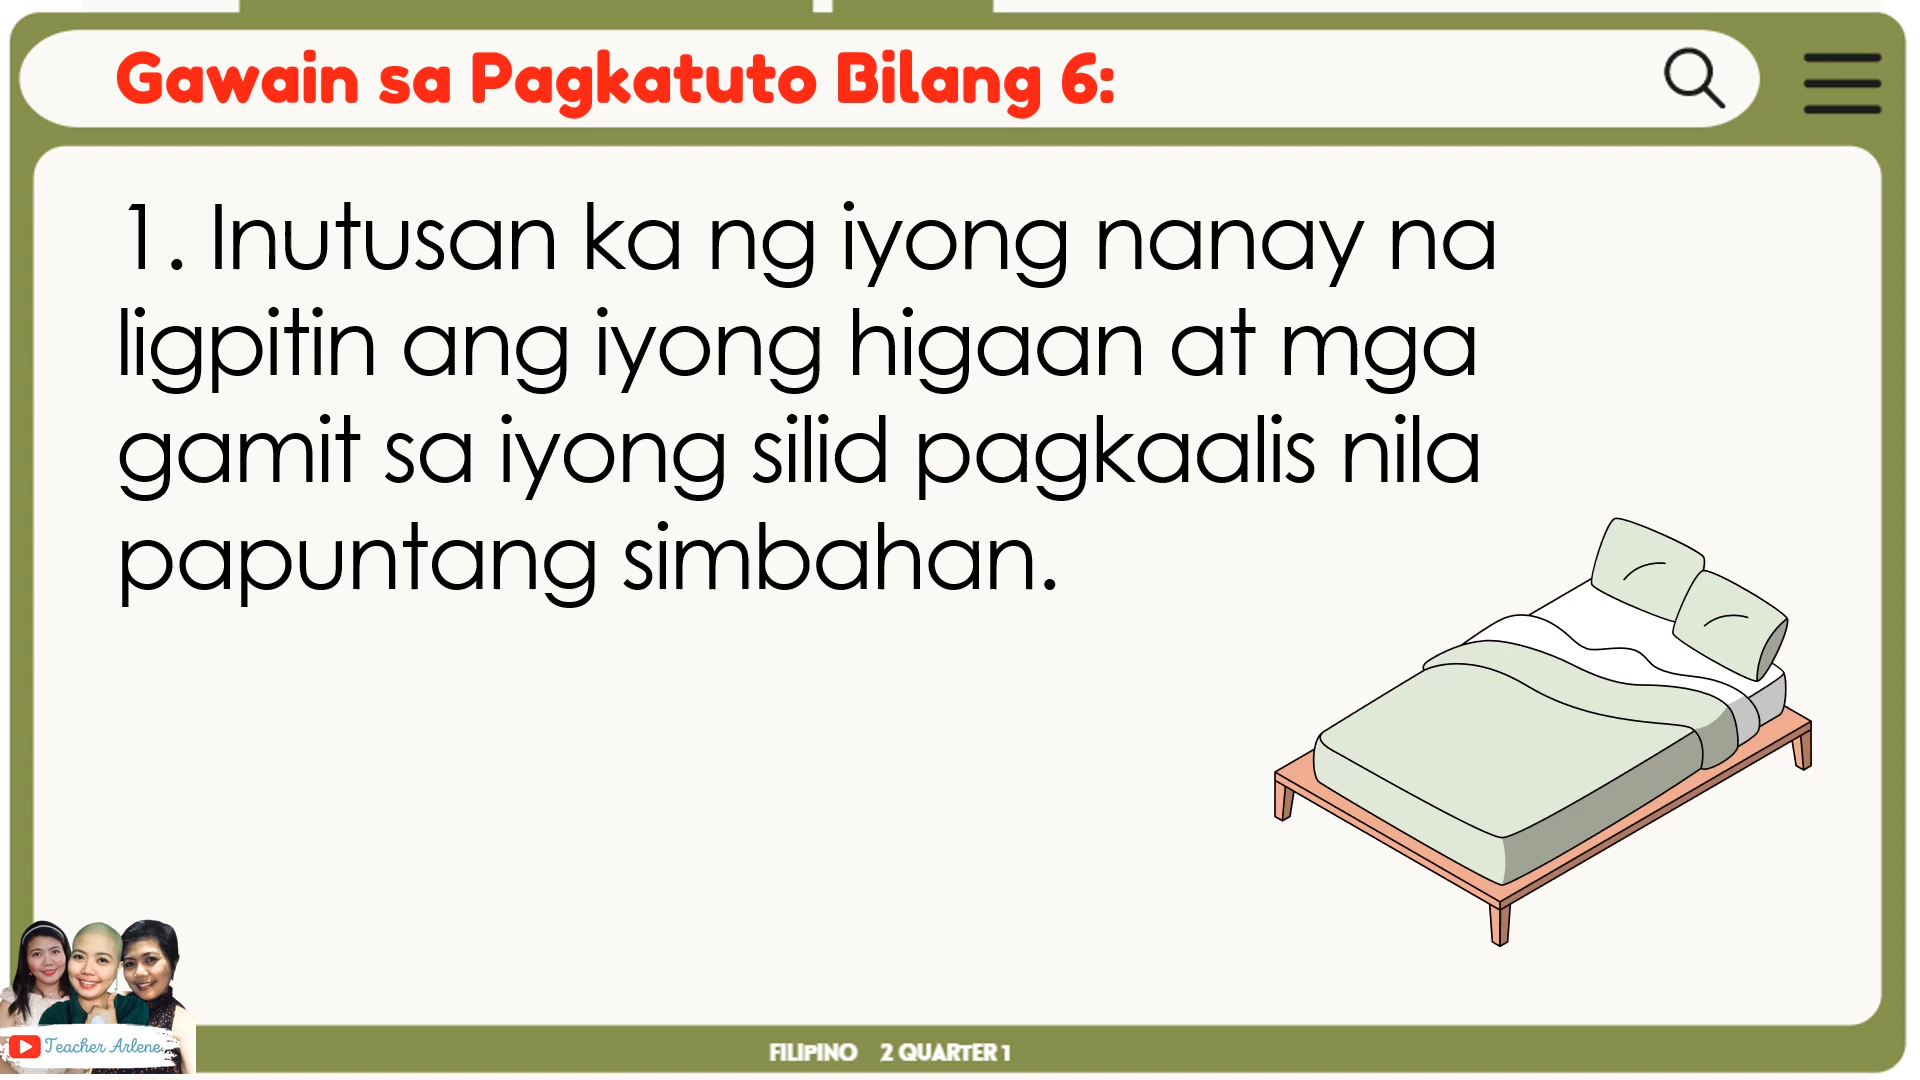 Gawain sa Pagkatuto Bilang 6:
1. Inutusan ka ng iyong nanay na
ligpitin ang iyong higaan at mga
gamit sa iyong silid pagkaalis nila
papuntang simbahan.
Teacher Arlene
FILIPINO 2 QUARTER 1